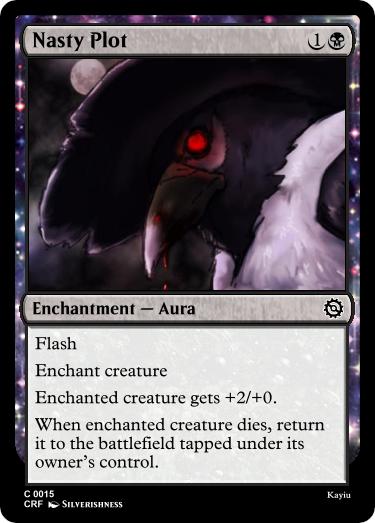 Nasty Plot 1
Enchantment — Aura
Flash
Enchant creature
Enchanted creature gets +2/+0.
When enchanted creature dies, return
it to the battlefield tapped under its
owner's control.
C 0015
CRF SILVERISHNESS
Kayiu